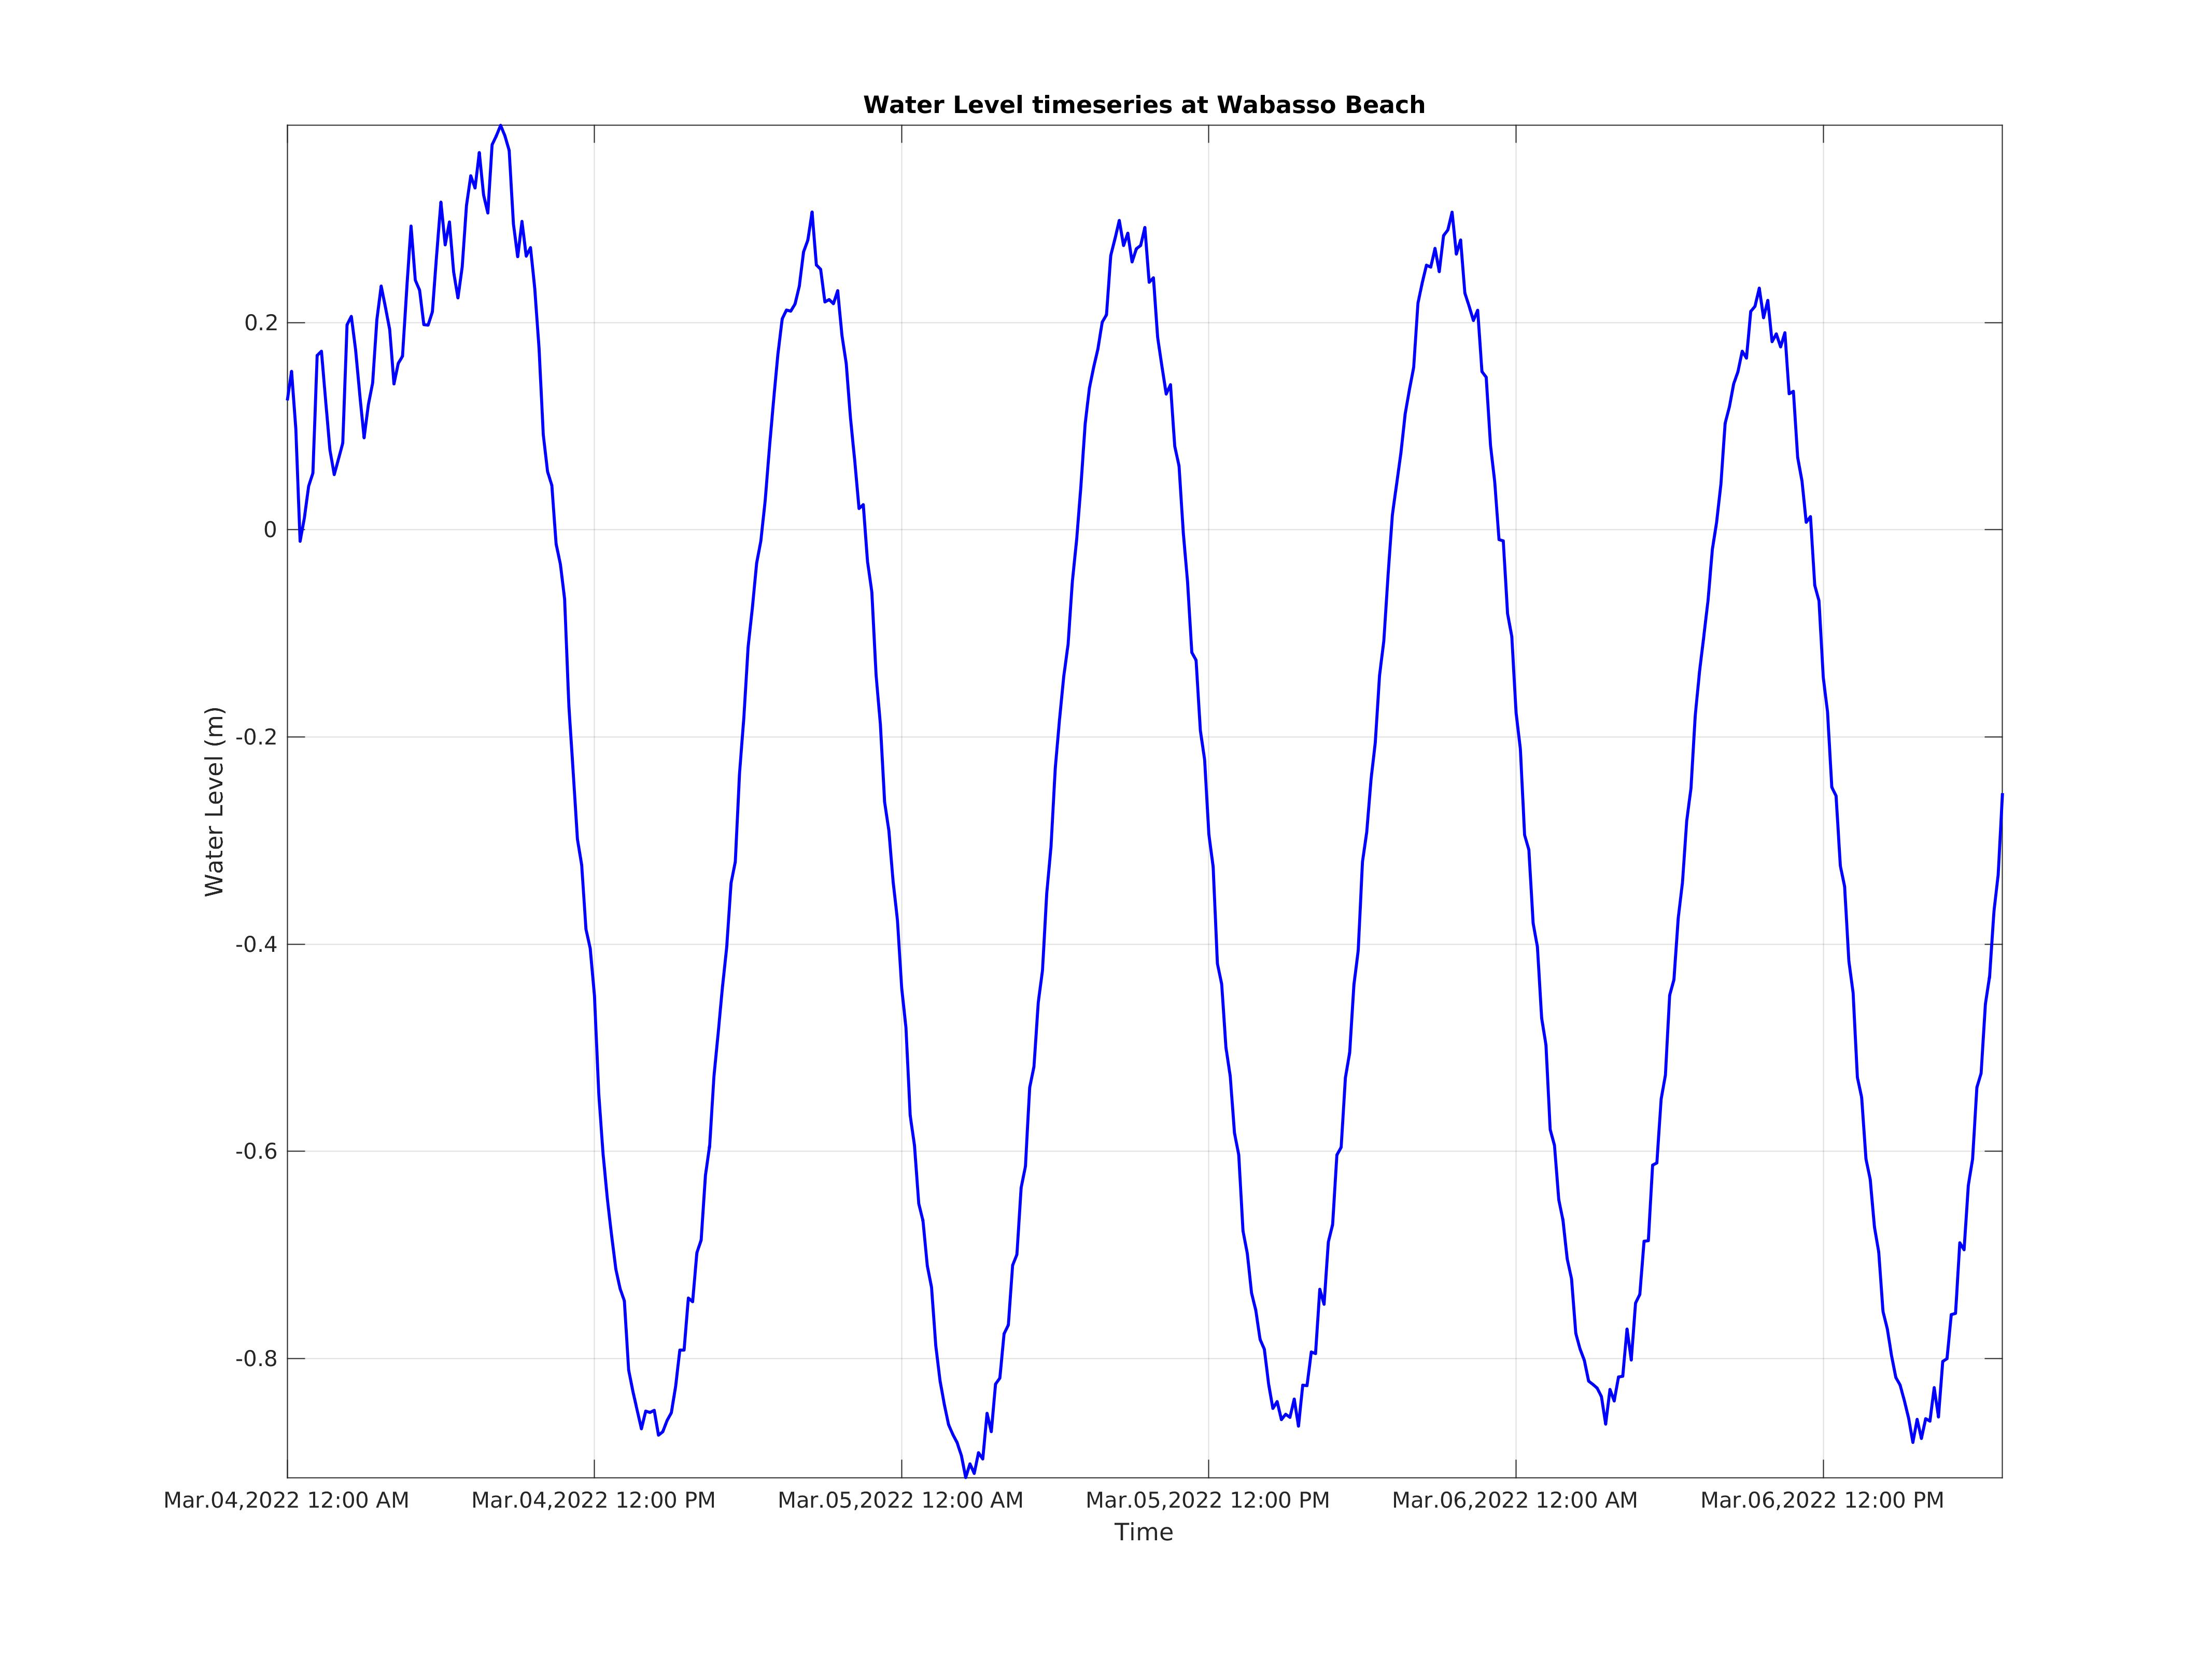 Water Level timeseries at Wabasso Beach
Water Level (m)
0.2
0
-0.2
-0.4
-0.6
-0.8
Mar.04,2022 12:00 AM
Mar.04,2022 12:00 PM
Mar.05,2022 12:00 AM
Mar.05,2022 12:00 PM
Mar.06,2022 12:00 AM
Mar.06,2022 12:00 PM
Time